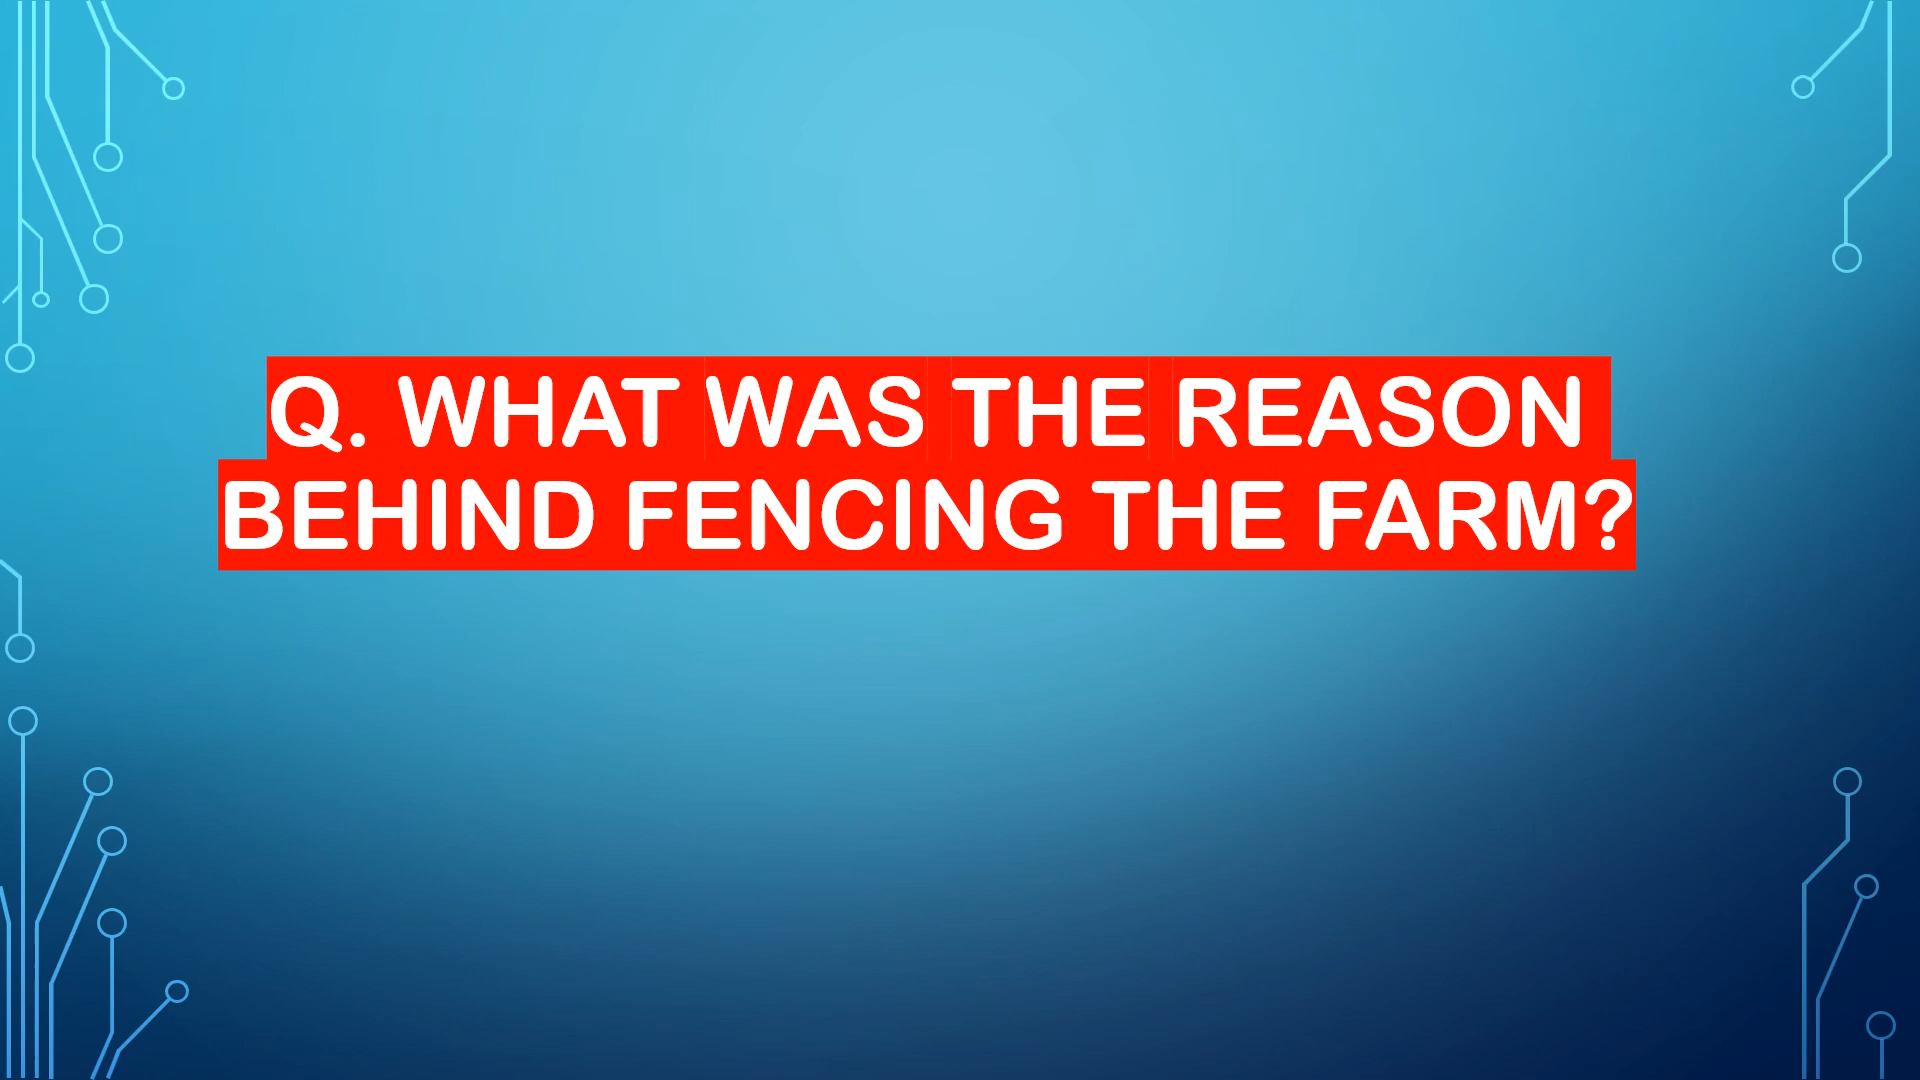 Q. WHAT WAS THE REASON
BEHIND FENCING THE FARM?